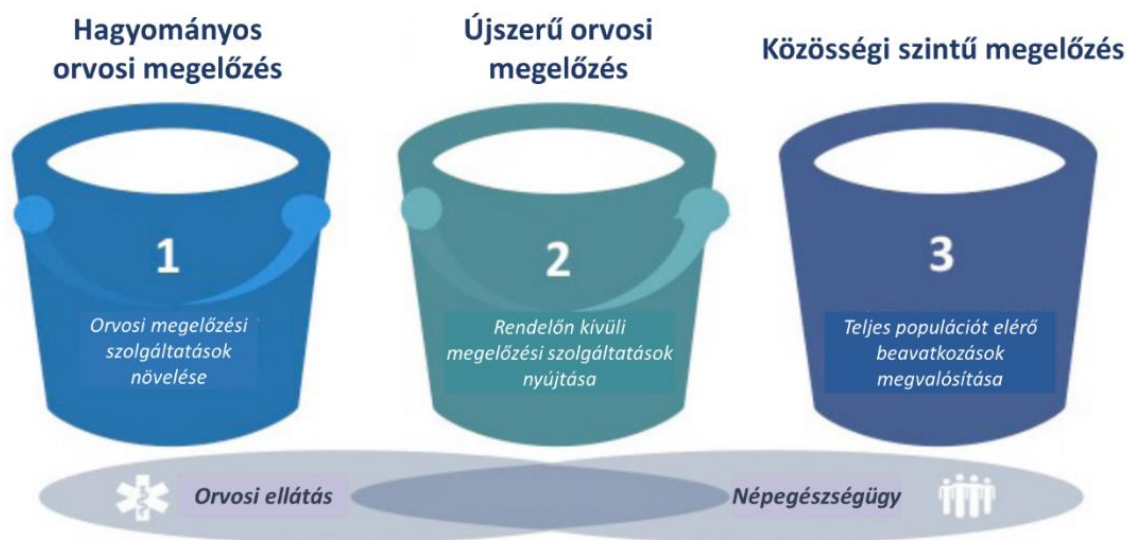 Hagyományos
orvosi megelőzés
Újszerű orvosi
megelőzés
Közösségi szintű megelőzés
1
Orvosi megelőzési
szolgáltatások
növelése
2
Rendelőn kívüli
megelőzési szolgáltatások
nyújtása
3
Teljes populációt elérő
beavatkozások
megvalósítása
Orvosi ellátás
Népegészségügy